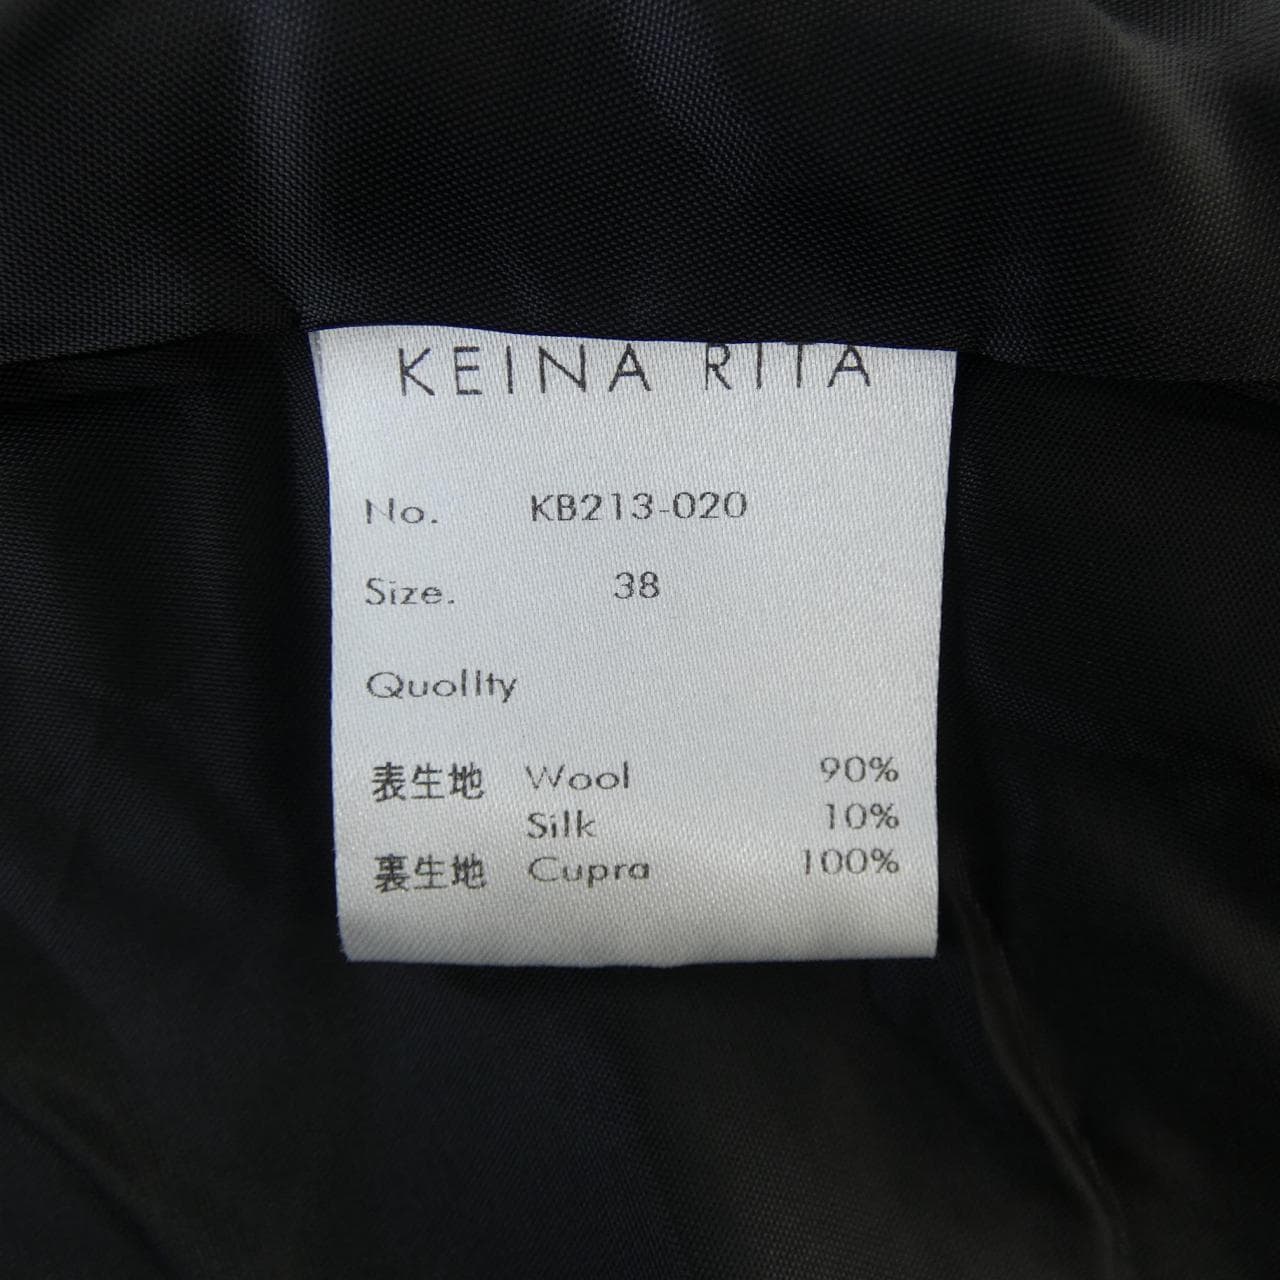 KEINA RITA
No. KB213-020
Size. 38
Quollty
表生地 Wool 90%
Silk 10%
裏生地 Cupra 100%